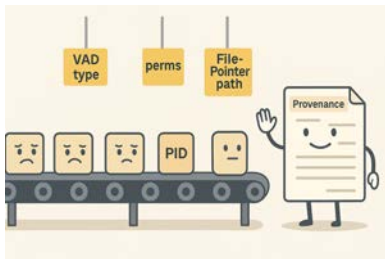 VAD
type
perms
File-
Pointer
path
Provenance
PID